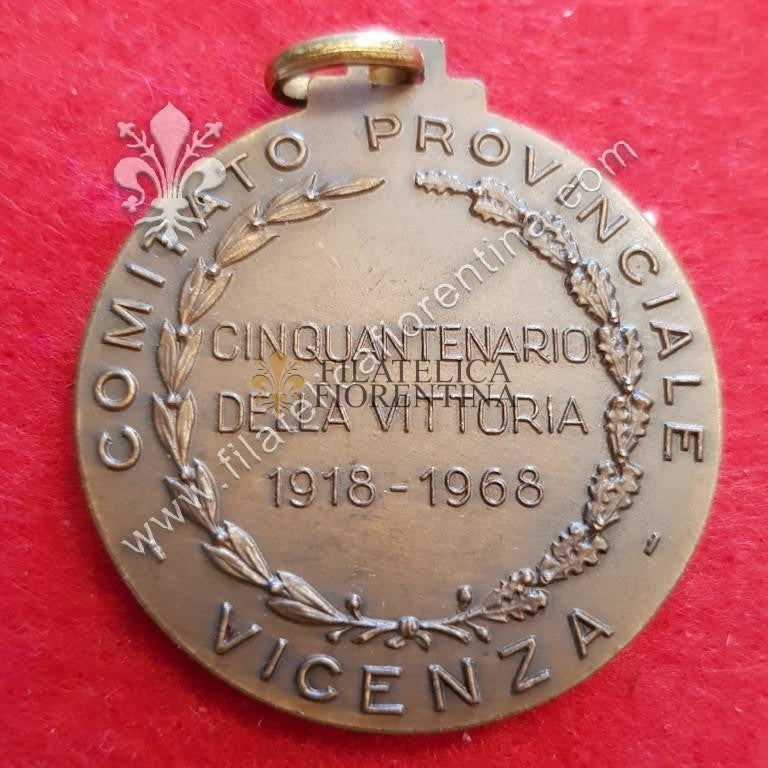 COMITATO PROVINCIALE
CINQUANTENARIO
DELLA VITTORIA
1918 - 1968
- VICENZA -
FILATELICA
FIORENTINA
www.filatelicafiorentina.com